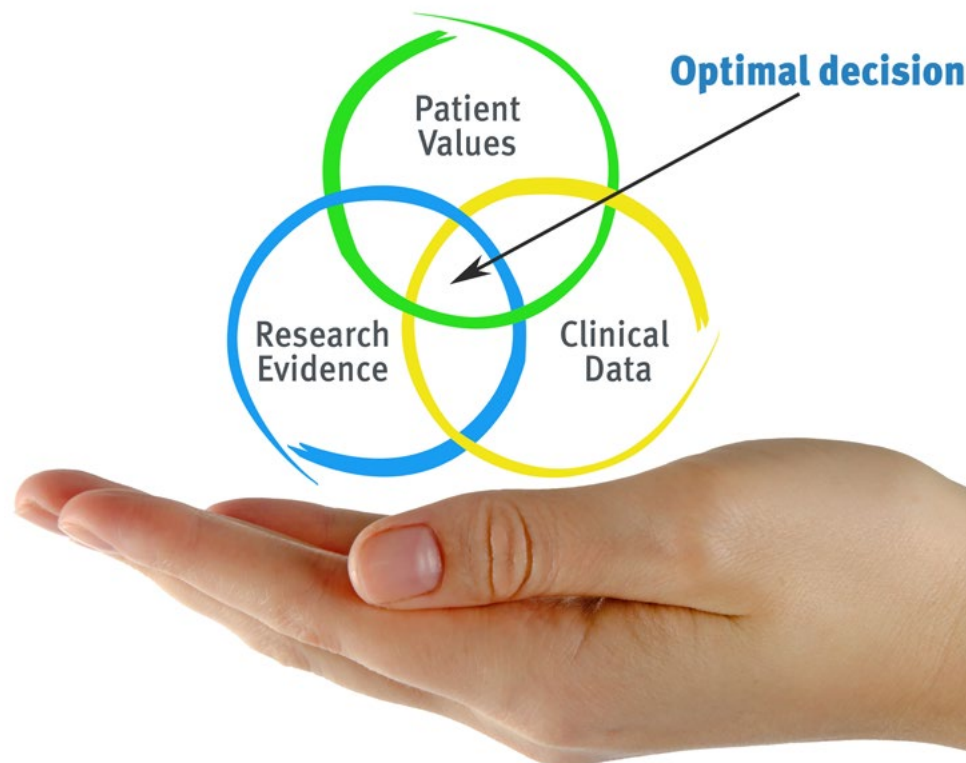 Optimal decision
Patient
Values
Research
Evidence
Clinical
Data